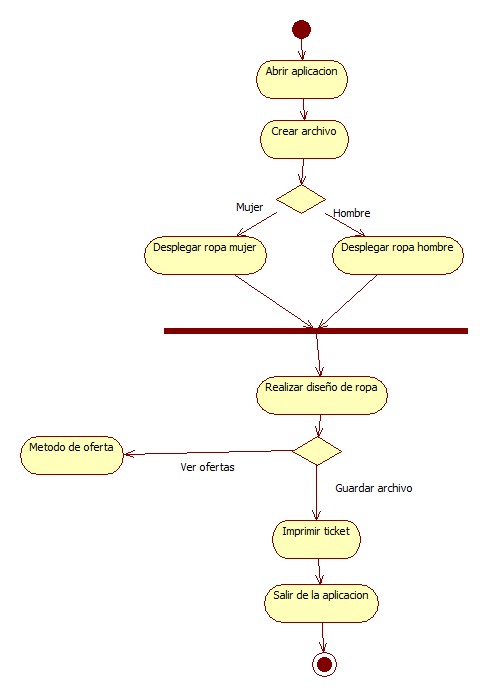 Abrir aplicacion
Crear archivo
Mujer
Hombre
Desplegar ropa mujer
Desplegar ropa hombre
Realizar diseño de ropa
Metodo de oferta
Ver ofertas
Guardar archivo
Imprimir ticket
Salir de la aplicacion